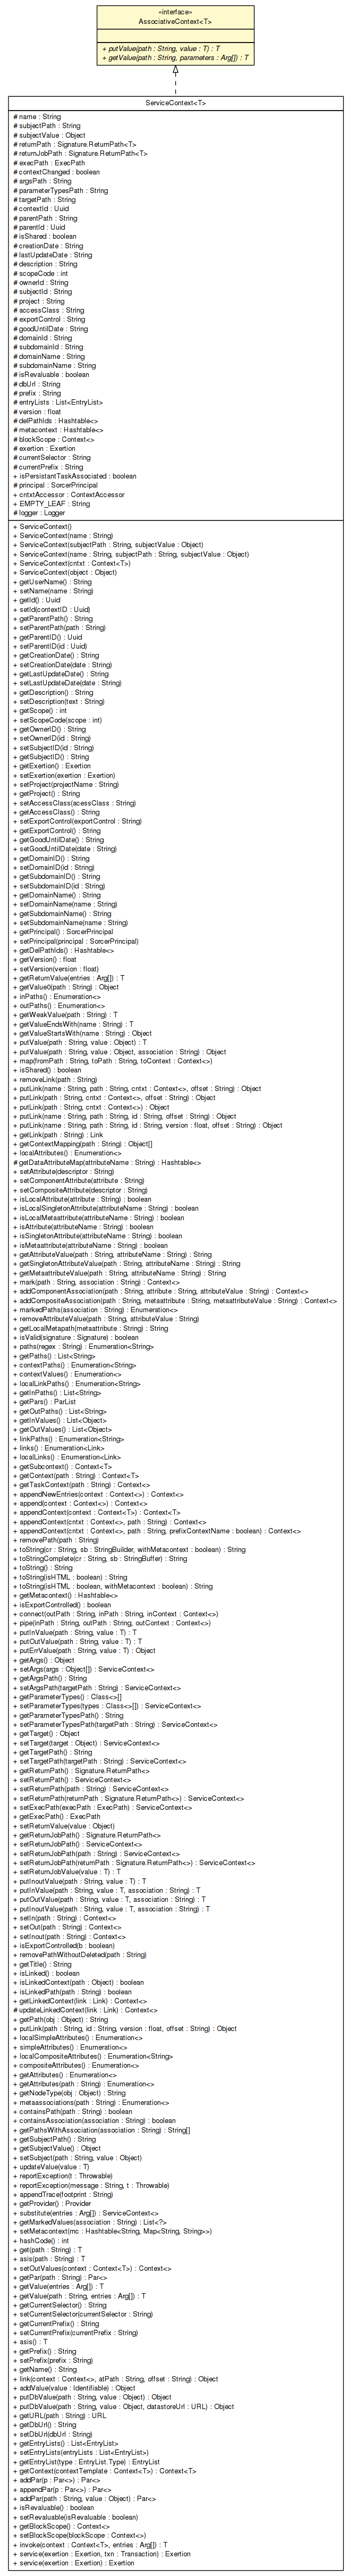 «interface»
AssociativeContext<T>
+ putValue(path : String, value : T) : T
+ getValue(path : String, parameters : Arg[]) : T
ServiceContext<T>
# name : String
# subjectPath : String
# subjectValue : Object
# returnPath : Signature.ReturnPath<T>
# returnJobPath : Signature.ReturnPath<T>
# execPath : ExecPath
# contextChanged : boolean
# argsPath : String
# parameterTypesPath : String
# targetPath : String
# contextId : Uuid
# parentPath : String
# parentId : Uuid
# isShared : boolean
# creationDate : String
# lastUpdateDate : String
# description : String
# scopeCode : int
# ownerId : String
# subjectId : String
# project : String
# accessClass : String
# exportControl : String
# goodUntilDate : String
# domainId : String
# subdomainId : String
# domainName : String
# subdomainName : String
# isRevaluable : boolean
# dbUrl : String
# prefix : String
# entryLists : List<EntryList>
# version : float
# delPathIds : Hashtable<>
# metacontext : Hashtable<>
# blockScope : Context<>
# exertion : Exertion
# currentSelector : String
# currentPrefix : String
+ isPersistantTaskAssociated : boolean
# principal : SorcerPrincipal
+ cntxtAccessor : ContextAccessor
+ EMPTY_LEAF : String
# logger : Logger
+ ServiceContext()
+ ServiceContext(name : String)
+ ServiceContext(subjectPath : String, subjectValue : Object)
+ ServiceContext(name : String, subjectPath : String, subjectValue : Object)
+ ServiceContext(cntxt : Context<T>)
+ ServiceContext(object : Object)
+ getUserName() : String
+ setName(name : String)
+ getId() : Uuid
+ setId(contextID : Uuid)
+ getParentPath() : String
+ setParentPath(path : String)
+ getParentID() : Uuid
+ setParentID(id : Uuid)
+ getCreationDate() : String
+ setCreationDate(date : String)
+ getLastUpdateDate() : String
+ setLastUpdateDate(date : String)
+ getDescription() : String
+ setDescription(text : String)
+ getScope() : int
+ setScopeCode(scope : int)
+ getOwnerID() : String
+ setOwnerID(id : String)
+ setSubjectID(id : String)
+ getSubjectID() : String
+ getExertion() : Exertion
+ setExertion(exertion : Exertion)
+ setProject(projectName : String)
+ getProject() : String
+ setAccessClass(acessClass : String)
+ getAccessClass() : String
+ setExportControl(exportControl : String)
+ getExportControl() : String
+ getGoodUntilDate() : String
+ setGoodUntilDate(date : String)
+ getDomainID() : String
+ setDomainID(id : String)
+ getSubdomainID() : String
+ setSubdomainID(id : String)
+ getDomainName() : String
+ setDomainName(name : String)
+ getSubdomainName() : String
+ setSubdomainName(name : String)
+ getPrincipal() : SorcerPrincipal
+ setPrincipal(principal : SorcerPrincipal)
+ getDelPathIds() : Hashtable<>
+ getVersion() : float
+ setVersion(version : float)
+ getReturnValue(entries : Arg[]) : T
+ getValue0(path : String) : Object
+ inPaths() : Enumeration<>
+ outPaths() : Enumeration<>
+ getWeakValue(path : String) : T
+ getValueEndsWith(name : String) : T
+ getValueStartsWith(name : String) : Object
+ putValue(path : String, value : Object) : T
+ putValue(path : String, value : Object, association : String) : Object
+ map(fromPath : String, toPath : String, toContext : Context<>)
+ isShared() : boolean
+ removeLink(path : String)
+ putLink(name : String, path : String, cntxt : Context<>, offset : String) : Object
+ putLink(path : String, cntxt : Context<>, offset : String) : Object
+ putLink(path : String, cntxt : Context<>) : Object
+ putLink(name : String, path : String, id : String, offset : String) : Object
+ putLink(name : String, path : String, id : String, version : float, offset : String) : Object
+ getLink(path : String) : Link
+ getContextMapping(path : String) : Object[]
+ localAttributes() : Enumeration<>
# getDataAttributeMap(attributeName : String) : Hashtable<>
+ setAttribute(descriptor : String)
+ setComponentAttribute(attribute : String)
+ setCompositeAttribute(descriptor : String)
+ isLocalAttribute(attribute : String) : boolean
+ isLocalSingletonAttribute(attributeName : String) : boolean
+ isLocalMetaattribute(attributeName : String) : boolean
+ isAttribute(attributeName : String) : boolean
+ isSingletonAttribute(attributeName : String) : boolean
+ isMetaattribute(attributeName : String) : boolean
+ getAttributeValue(path : String, attributeName : String) : String
+ getSingletonAttributeValue(path : String, attributeName : String) : String
+ getMetaattributeValue(path : String, attributeName : String) : String
+ mark(path : String, association : String) : Context<>
+ addComponentAssociation(path : String, attribute : String, attributeValue : String) : Context<>
+ addCompositeAssociation(path : String, metaattribute : String, metaattributeValue : String) : Context<>
+ markedPaths(association : String) : Enumeration<>
+ removeAttributeValue(path : String, attributeValue : String)
+ getLocalMetapath(metaattribute : String) : String
+ isValid(signature : Signature) : boolean
+ paths(regex : String) : Enumeration<String>
+ getPaths() : List<String>
+ contextPaths() : Enumeration<String>
+ contextValues() : Enumeration<>
+ localLinkPaths() : Enumeration<String>
+ getInPaths() : List<String>
+ getPars() : ParList
+ getOutPaths() : List<String>
+ getInValues() : List<Object>
+ getOutValues() : List<Object>
+ linkPaths() : Enumeration<String>
+ links() : Enumeration<Link>
+ localLinks() : Enumeration<Link>
+ getSubcontext() : Context<T>
+ getContext(path : String) : Context<T>
+ getTaskContext(path : String) : Context<>
+ appendNewEntries(context : Context<>) : Context<>
+ append(context : Context<>) : Context<>
+ appendContext(context : Context<T>) : Context<T>
+ appendContext(cntxt : Context<>, path : String) : Context<>
+ appendContext(cntxt : Context<>, path : String, prefixContextName : boolean) : Context<>
+ removePath(path : String)
+ toString(cr : String, sb : StringBuilder, withMetacontext : boolean) : String
+ toStringComplete(cr : String, sb : StringBuffer) : String
+ toString() : String
+ toString(isHTML : boolean) : String
+ toString(isHTML : boolean, withMetacontext : boolean) : String
+ getMetacontext() : Hashtable<>
+ isExportControlled() : boolean
+ connect(outPath : String, inPath : String, inContext : Context<>)
+ pipe(inPath : String, outPath : String, outContext : Context<>)
+ putInValue(path : String, value : T) : T
+ putOutValue(path : String, value : T) : T
+ putErrValue(path : String, value : T) : Object
+ getArgs() : Object
+ setArgs(args : Object[]) : ServiceContext<>
+ getArgsPath() : String
+ setArgsPath(targetPath : String) : ServiceContext<>
+ getParameterTypes() : Class<>[]
+ setParameterTypes(types : Class<>[]) : ServiceContext<>
+ getParameterTypesPath() : String
+ setParameterTypesPath(targetPath : String) : ServiceContext<>
+ getTarget() : Object
+ setTarget(target : Object) : ServiceContext<>
+ getTargetPath() : String
+ setTargetPath(targetPath : String) : ServiceContext<>
+ getReturnPath() : Signature.ReturnPath<>
+ setReturnPath() : ServiceContext<>
+ setReturnPath(path : String) : ServiceContext<>
+ setReturnPath(returnPath : Signature.ReturnPath<>) : ServiceContext<>
+ setExecPath(execPath : ExecPath) : ServiceContext<>
+ getExecPath() : ExecPath
+ setReturnValue(value : Object)
+ getReturnJobPath() : Signature.ReturnPath<>
+ setReturnJobPath() : ServiceContext<>
+ setReturnJobPath(path : String) : ServiceContext<>
+ setReturnJobPath(returnPath : Signature.ReturnPath<>) : ServiceContext<>
+ setReturnJobValue(value : T) : T
+ putInoutValue(path : String, value : T) : T
+ putInValue(path : String, value : T, association : String) : T
+ putOutValue(path : String, value : T, association : String) : T
+ putInoutValue(path : String, value : T, association : String) : T
+ setIn(path : String) : Context<>
+ setOut(path : String) : Context<>
+ setInout(path : String) : Context<>
+ isExportControlled(b : boolean)
+ removePathWithoutDeleted(path : String)
+ getTitle() : String
+ isLinked() : boolean
+ isLinkedContext(path : Object) : boolean
+ isLinkedPath(path : String) : boolean
+ getLinkedContext(link : Link) : Context<>
# updateLinkedContext(link : Link) : Context<>
+ getPath(obj : Object) : String
+ putLink(path : String, id : String, version : float, offset : String) : Object
+ localSimpleAttributes() : Enumeration<>
+ simpleAttributes() : Enumeration<>
+ localCompositeAttributes() : Enumeration<String>
+ compositeAttributes() : Enumeration<>
+ getAttributes() : Enumeration<>
+ getAttributes(path : String) : Enumeration<>
+ getNodeType(obj : Object) : String
+ metaassociations(path : String) : Enumeration<>
+ containsPath(path : String) : boolean
+ containsAssociation(association : String) : boolean
+ getPathsWithAssociation(association : String) : String[]
+ getSubjectPath() : String
+ getSubjectValue() : Object
+ setSubject(path : String, value : Object)
+ updateValue(value : T)
+ reportException(t : Throwable)
+ reportException(message : String, t : Throwable)
+ appendTrace(footprint : String)
+ getProvider() : Provider
+ substitute(entries : Arg[]) : ServiceContext<>
+ getMarkedValues(association : String) : List<?>
+ setMetacontext(mc : Hashtable<String, Map<String, String>>)
+ hashCode() : int
+ get(path : String) : T
+ asis(path : String) : T
+ setOutValues(context : Context<T>) : Context<>
+ getPar(path : String) : Par<>
+ getValue(entries : Arg[]) : T
+ getValue(path : String, entries : Arg[]) : T
+ getCurrentSelector() : String
+ setCurrentSelector(currentSelector : String)
+ getCurrentPrefix() : String
+ setCurrentPrefix(currentPrefix : String)
+ asis() : T
+ getPrefix() : String
+ setPrefix(prefix : String)
+ getName() : String
+ link(context : Context<>, atPath : String, offset : String) : Object
+ addValue(value : Identifiable) : Object
+ putDbValue(path : String, value : Object) : Object
+ putDbValue(path : String, value : Object, datastoreUrl : URL) : Object
+ getURL(path : String) : URL
+ getDbUrl() : String
+ setDbUrl(dbUrl : String)
+ getEntryLists() : List<EntryList>
+ setEntryLists(entryLists : List<EntryList>)
+ getEntryList(type : EntryList.Type) : EntryList
+ getContext(contextTemplate : Context<T>) : Context<T>
+ addPar(p : Par<>) : Par<>
+ appendPar(p : Par<>) : Par<>
+ addPar(path : String, value : Object) : Par<>
+ isRevaluable() : boolean
+ setRevaluable(isRevaluable : boolean)
+ getBlockScope() : Context<>
+ setBlockScope(blockScope : Context<>)
+ invoke(context : Context<T>, entries : Arg[]) : T
+ service(exertion : Exertion, txn : Transaction) : Exertion
+ service(exertion : Exertion) : Exertion